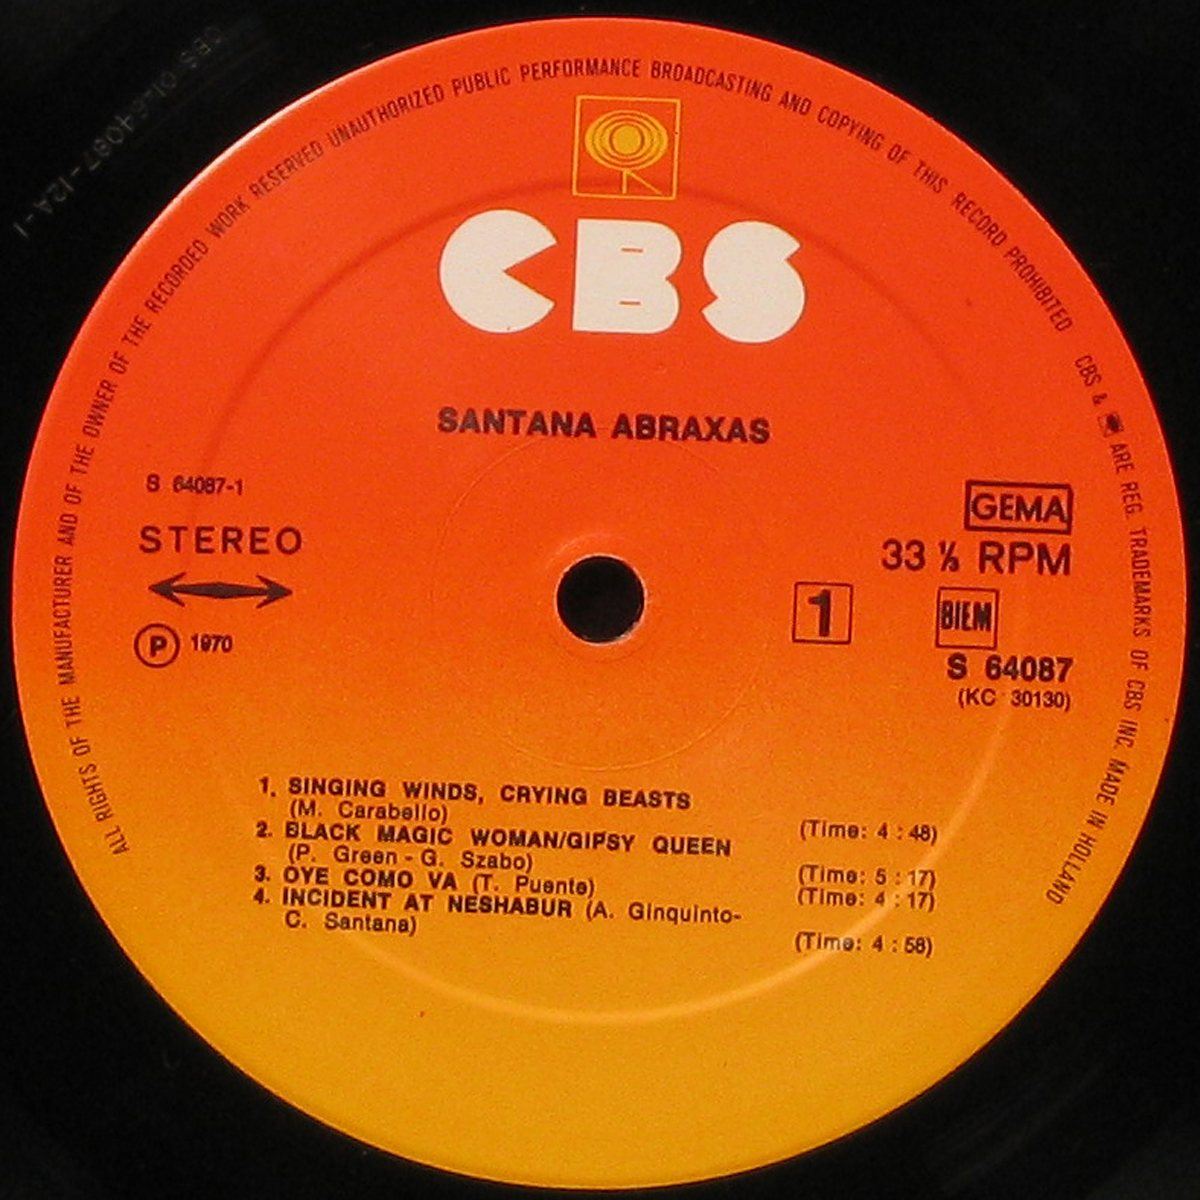 ALL RIGHTS OF THE MANUFACTURER AND OF THE OWNER OF THE RECORDED WORK RESERVED UNAUTHORIZED PUBLIC PERFORMANCE BROADCASTING AND COPYING OF THIS RECORD PROHIBITED CBS & ARE REG. TRADEMARKS OF CBS INC. MADE IN HOLLAND
CBS
SANTANA ABRAXAS
S 64087-1
STEREO
P 1970
GEMA
33 ⅓ RPM
1
BIEM
S 64087
(KC 30130)
1. SINGING WINDS, CRYING BEASTS
(M. Carabello) (Time: 4 : 48)
2. BLACK MAGIC WOMAN/GIPSY QUEEN
(P. Green - G. Szabo) (Time: 5 : 17)
3. OYE COMO VA (T. Puente) (Time: 4 : 17)
4. INCIDENT AT NESHABUR (A. Ginquinto-
C. Santana) (Time: 4 : 58)